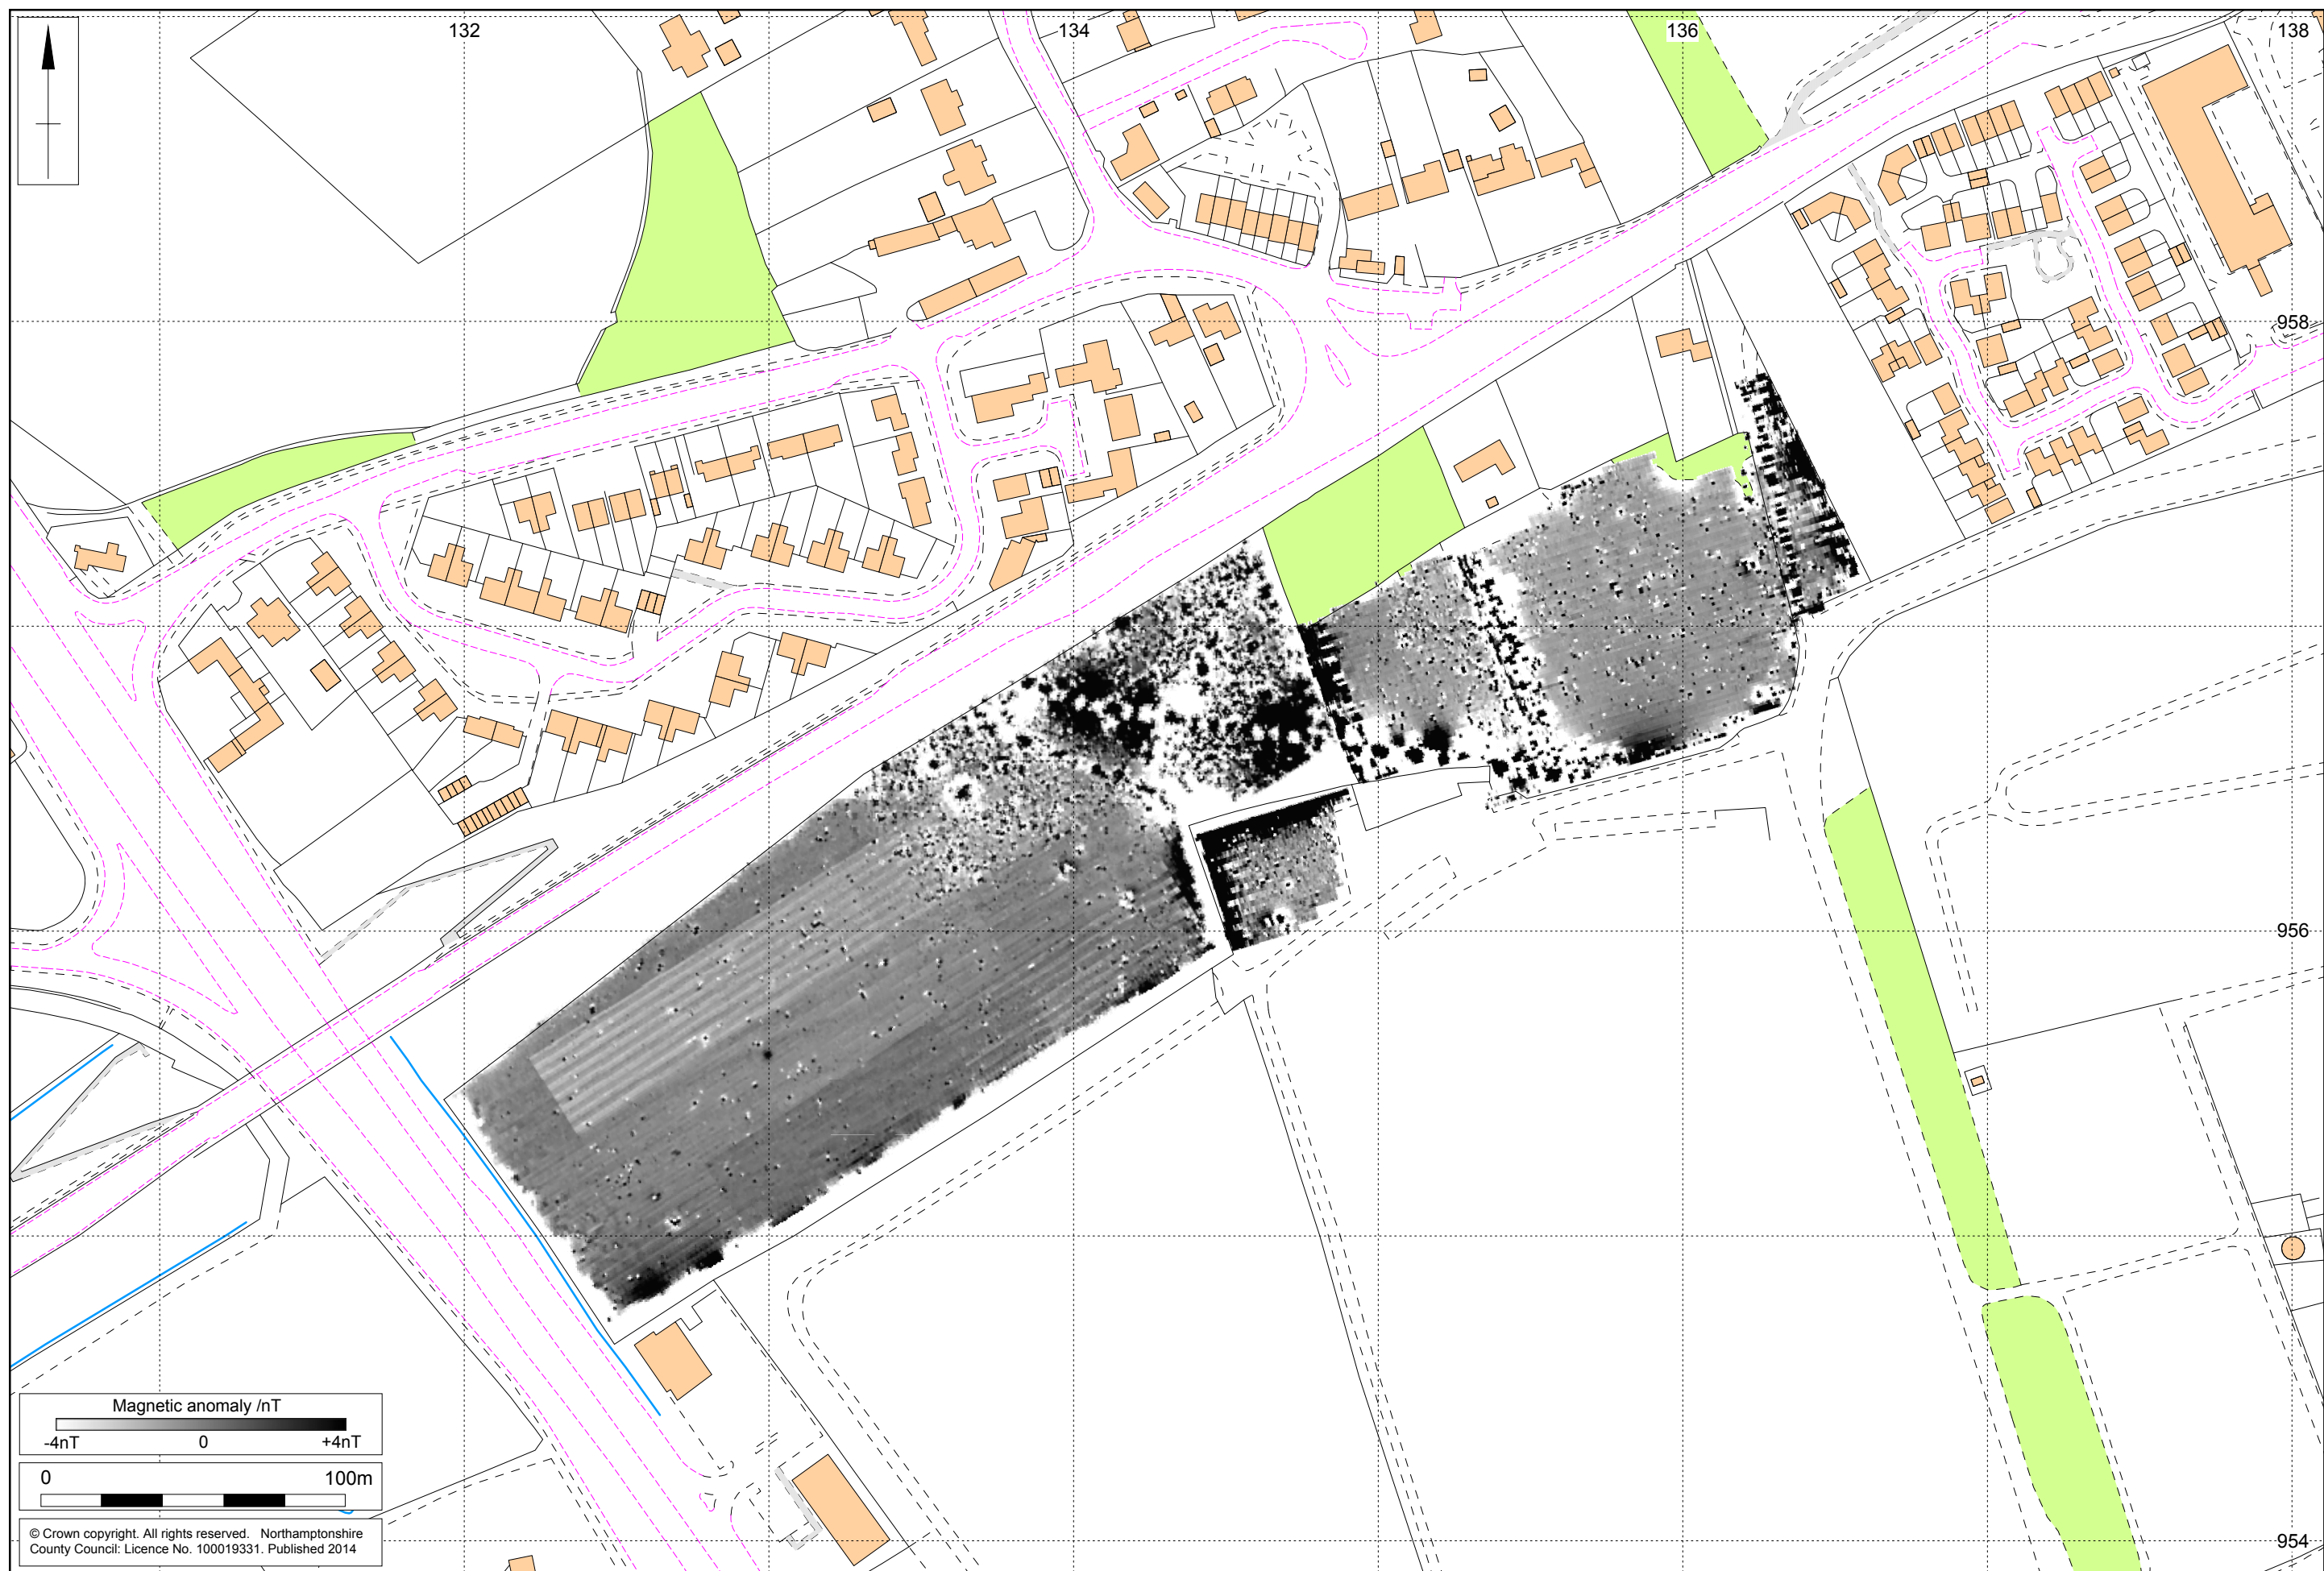 132
134
136
138
958
956
954
Magnetic anomaly /nT
-4nT 0 +4nT
0 100m
© Crown copyright. All rights reserved. Northamptonshire
County Council: Licence No. 100019331. Published 2014